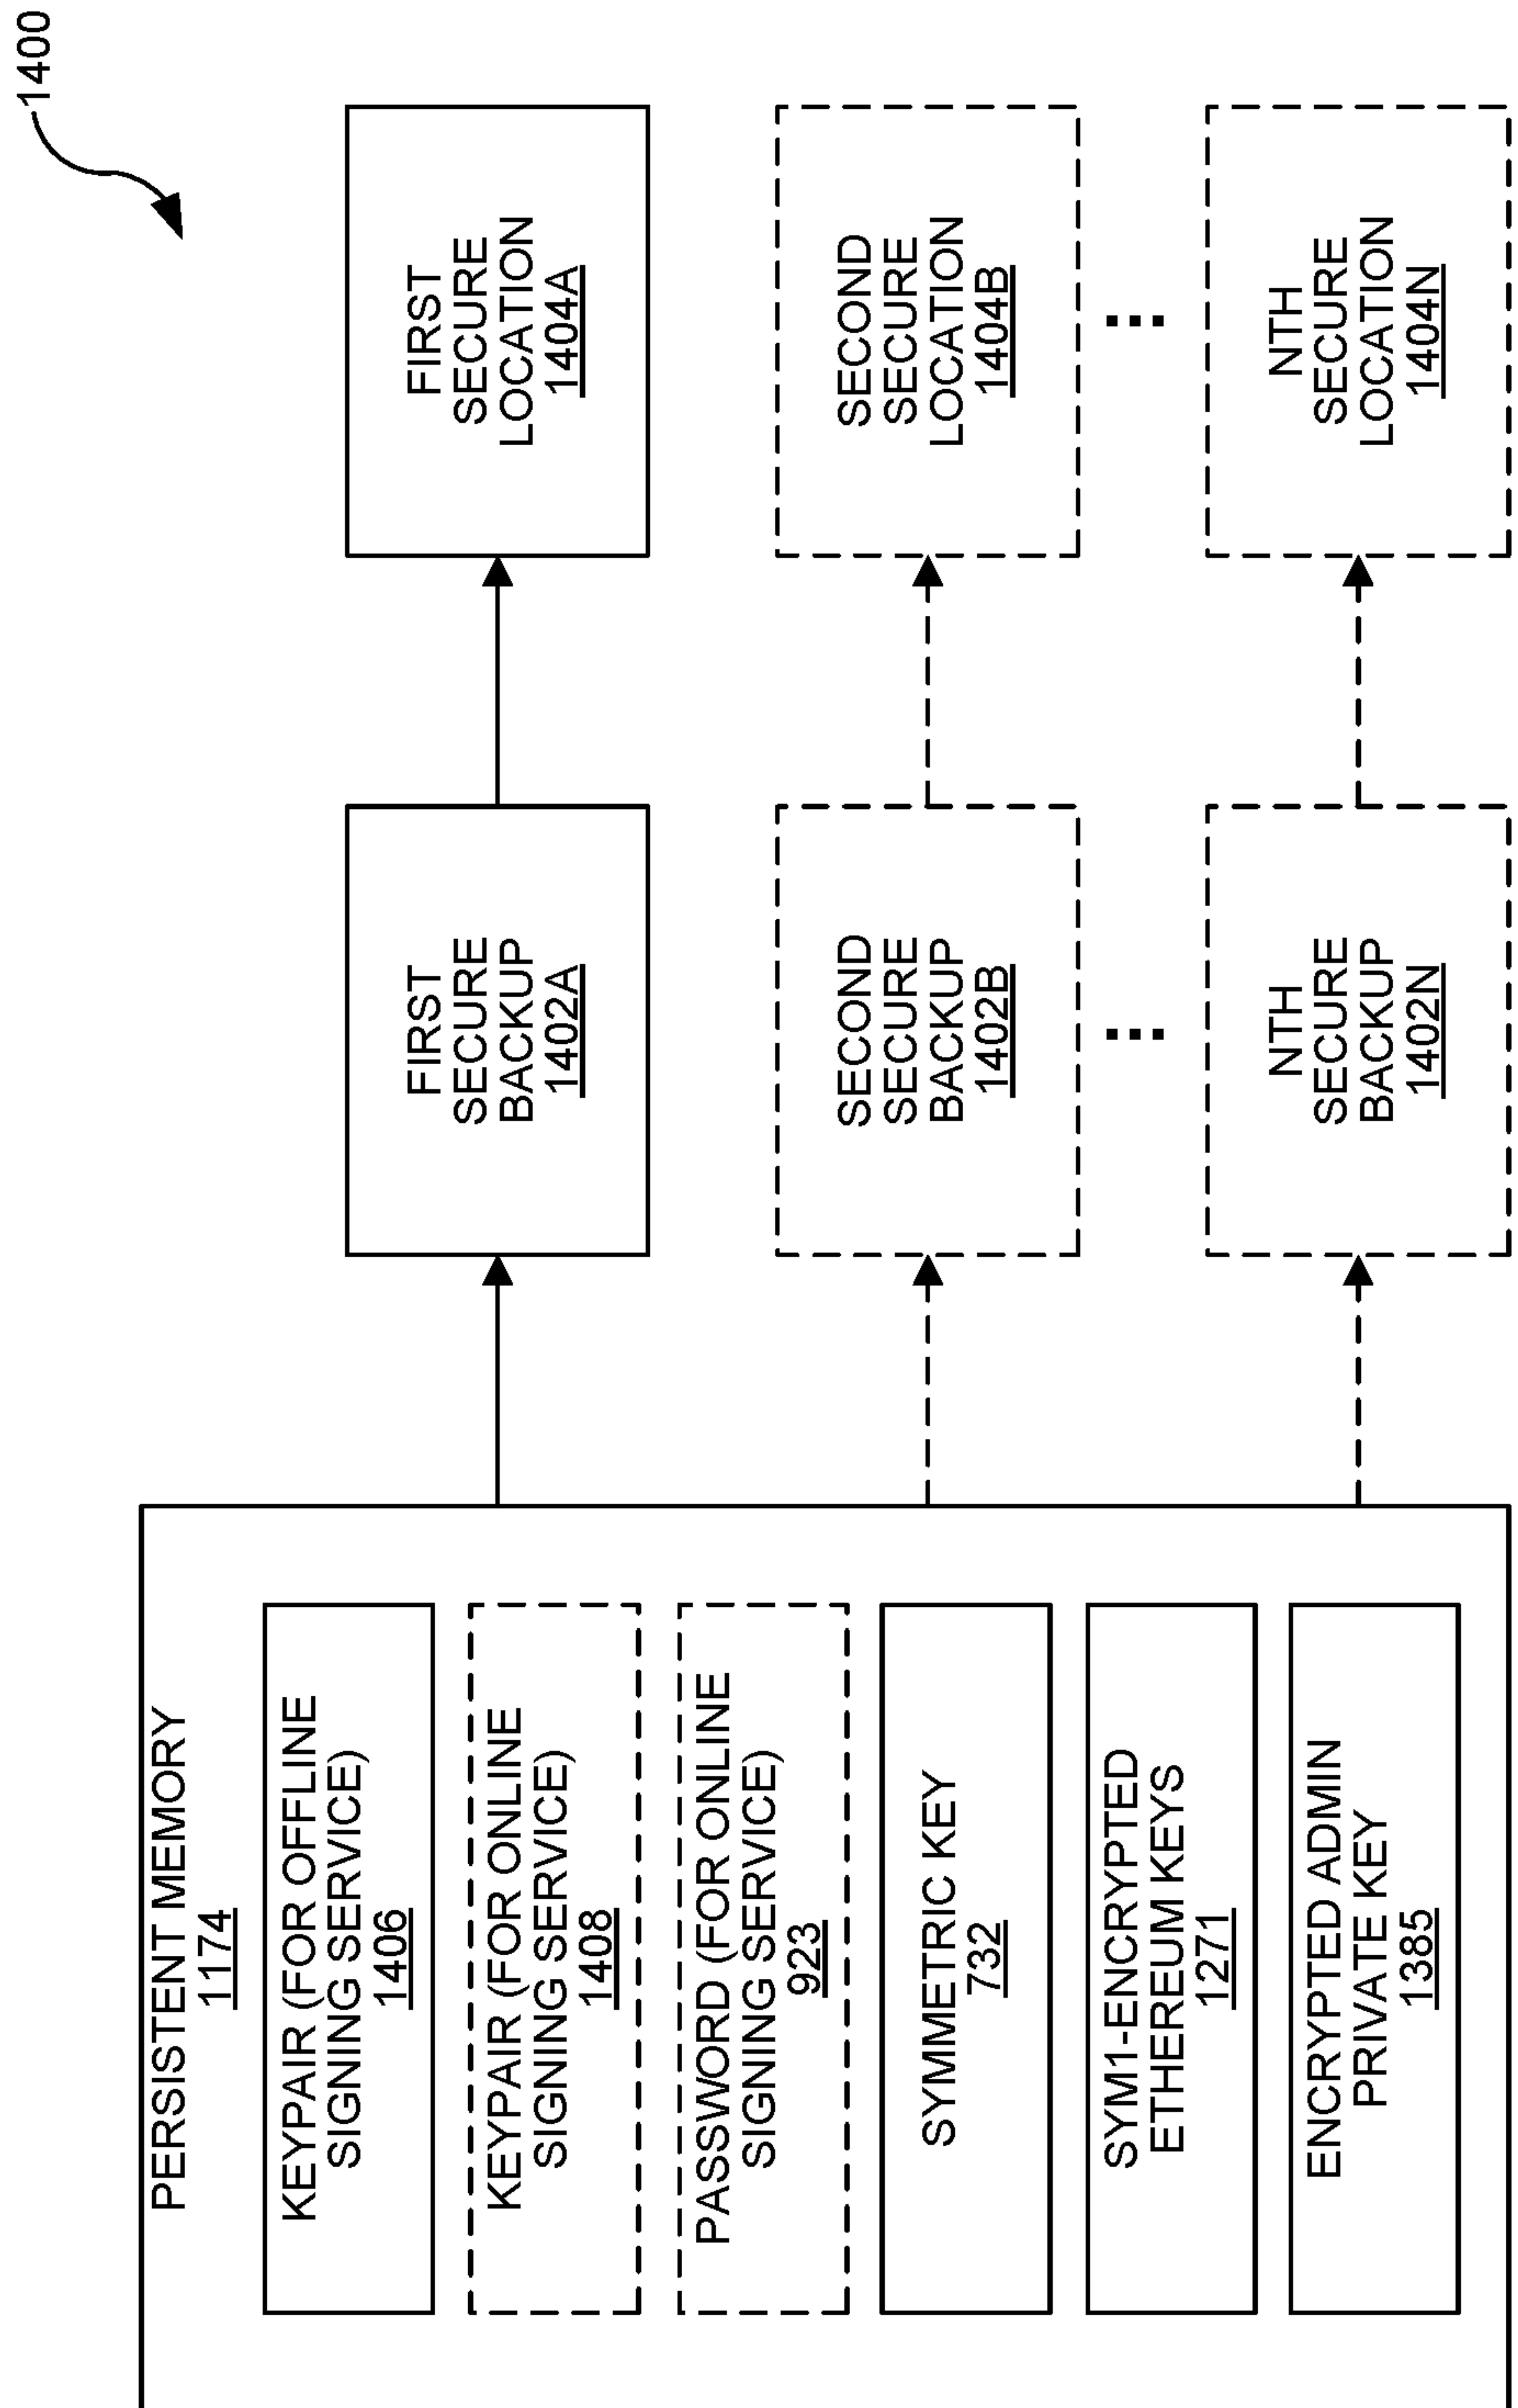 1400
PERSISTENT MEMORY
1174
KEYPAIR (FOR OFFLINE
SIGNING SERVICE)
1406
KEYPAIR (FOR ONLINE
SIGNING SERVICE)
1408
PASSWORD (FOR ONLINE
SIGNING SERVICE)
923
SYMMETRIC KEY
732
SYM1-ENCRYPTED
ETHEREUM KEYS
1271
ENCRYPTED ADMIN
PRIVATE KEY
1385
FIRST
SECURE
BACKUP
1402A
SECOND
SECURE
BACKUP
1402B
NTH
SECURE
BACKUP
1402N
FIRST
SECURE
LOCATION
1404A
SECOND
SECURE
LOCATION
1404B
NTH
SECURE
LOCATION
1404N